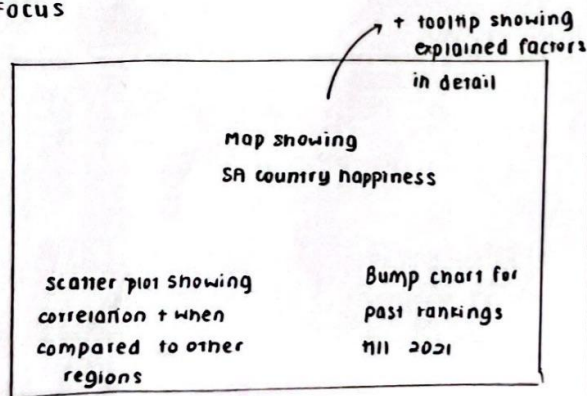 Focus
+ tooltip showing
explained factors
in detail
Map showing
SA country happiness
scatter plot showing
correlation + when
compared to other
regions
Bump chart for
past rankings
till 2021